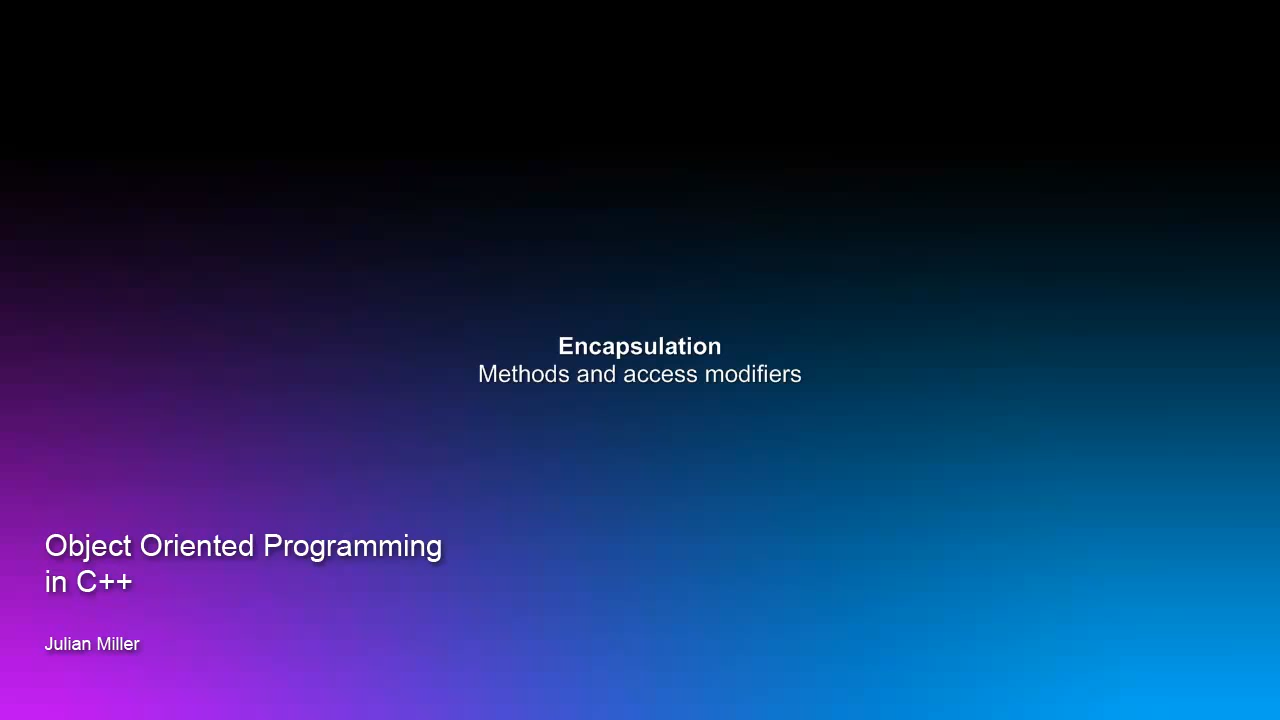 Encapsulation
Methods and access modifiers
Object Oriented Programming
in C++
Julian Miller